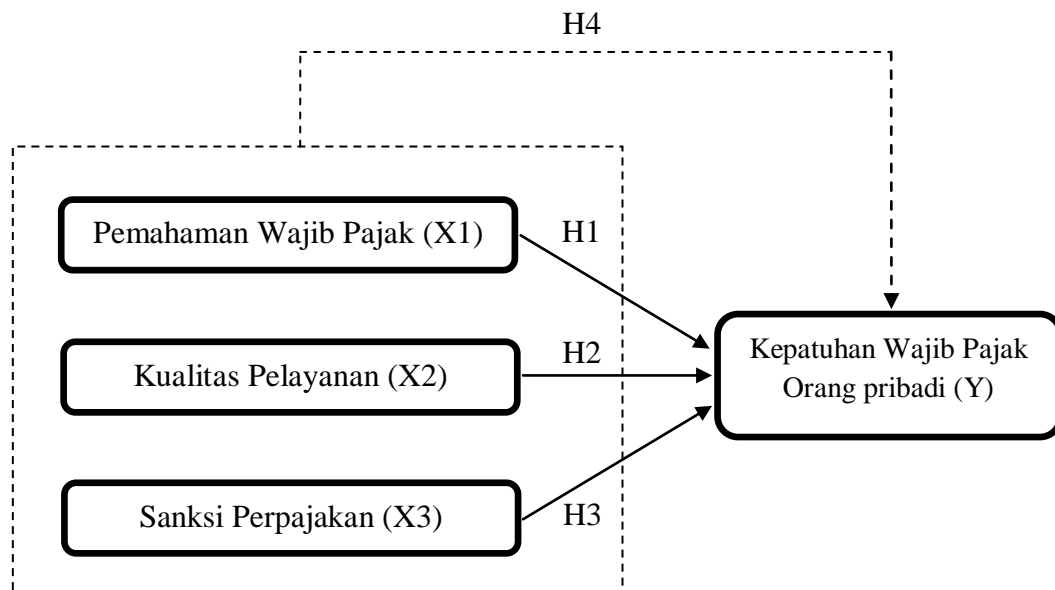 H4
Pemahaman Wajib Pajak (X1)
H1
Kualitas Pelayanan (X2)
H2
Sanksi Perpajakan (X3)
H3
Kepatuhan Wajib Pajak
Orang pribadi (Y)